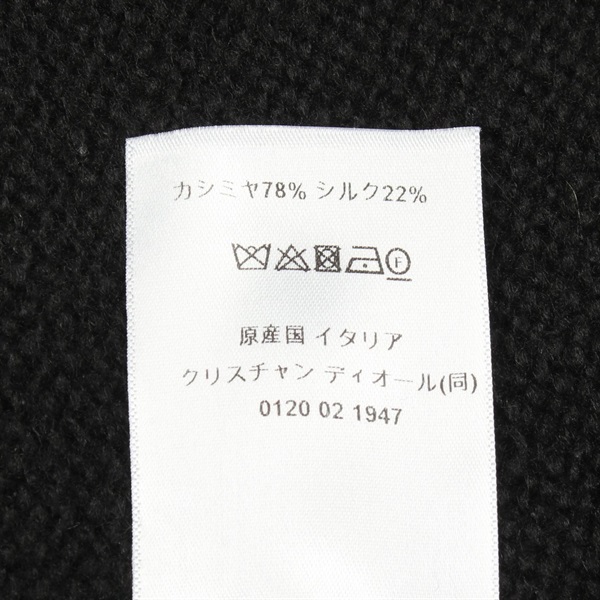 カシミヤ78% シルク22%
F
原産国 イタリア
クリスチャン ディオール(同)
0120 02 1947